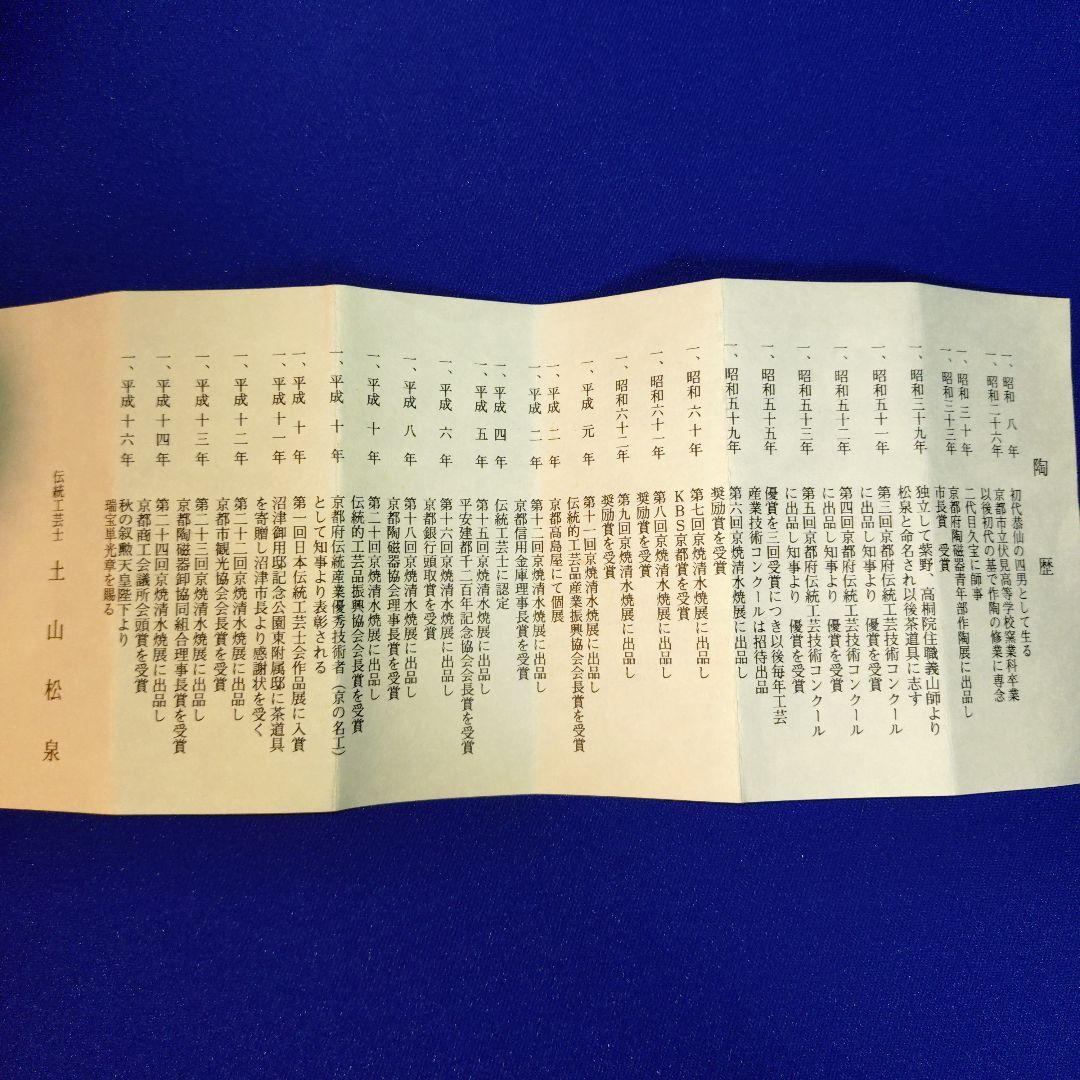 陶歴
一、昭和 八 年 初代恭仙の四男として生る
一、昭和二十六年 京都市立伏見高等学校窯業科卒業
以後初代の基で作陶の修業に専念
一、昭和 三十年 二代目久宝に師事
一、昭和三十三年 京都府陶磁器青年部作陶展に出品し
市長賞 受賞
一、昭和三十九年 独立して紫野、高桐院住職義山師より
松泉と命名され以後茶道具に志す
一、昭和五十一年 第三回京都府伝統工芸技術コンクール
に出品し知事より 優賞を受賞
一、昭和五十二年 第四回京都府伝統工芸技術コンクール
に出品し知事より 優賞を受賞
一、昭和五十三年 第五回京都府伝統工芸技術コンクール
に出品し知事より 優賞を受賞
一、昭和五十五年 優賞を三回受賞につき以後毎年工芸
産業技術コンクールは招待出品
一、昭和五十九年 第六回京焼清水焼展に出品し
奨励賞を受賞
一、昭和 六十年 第七回京焼清水焼展に出品し
KBS京都賞を受賞
一、昭和六十一年 第八回京焼清水焼展に出品し
奨励賞を受賞
一、昭和六十二年 第九回京焼清水焼展に出品し
奨励賞を受賞
一、平成 元 年 第十一回京焼清水焼展に出品し
伝統的工芸品産業振興協会会長賞を受賞
一、平成 二 年 京都高島屋にて個展
一、平成 二 年 第十二回京焼清水焼展に出品し
京都信用金庫理事長賞を受賞
一、平成 四 年 伝統工芸士に認定
一、平成 五 年 第十五回京焼清水焼展に出品し
平安建都千二百年記念協会会長賞を受賞
一、平成 六 年 第十六回京焼清水焼展に出品し
京都銀行頭取賞を受賞
一、平成 八 年 第十八回京焼清水焼展に出品し
京都陶磁器協会理事長賞を受賞
一、平成 十 年 第二十回京焼清水焼展に出品し
伝統的工芸品振興協会会長賞を受賞
一、平成 十 年 京都府伝統産業優秀技術者(京の名工)
として知事より表彰される
一、平成 十 年 第一回日本伝統工芸士会作品展に入賞
一、平成 十一年 沼津御用邸記念公園東附属邸に茶道具
を寄贈し沼津市長より感謝状を受く
一、平成 十二年 第二十二回京焼清水焼展に出品し
京都市観光協会会長賞を受賞
一、平成 十三年 第二十三回京焼清水焼展に出品し
京都陶磁器卸協同組合理事長賞を受賞
一、平成 十四年 第二十四回京焼清水焼展に出品し
京都商工会議所会頭賞を受賞
一、平成 十六年 秋の叙勲天皇陛下より
瑞宝單光章を賜る
伝統工芸士 土山松泉